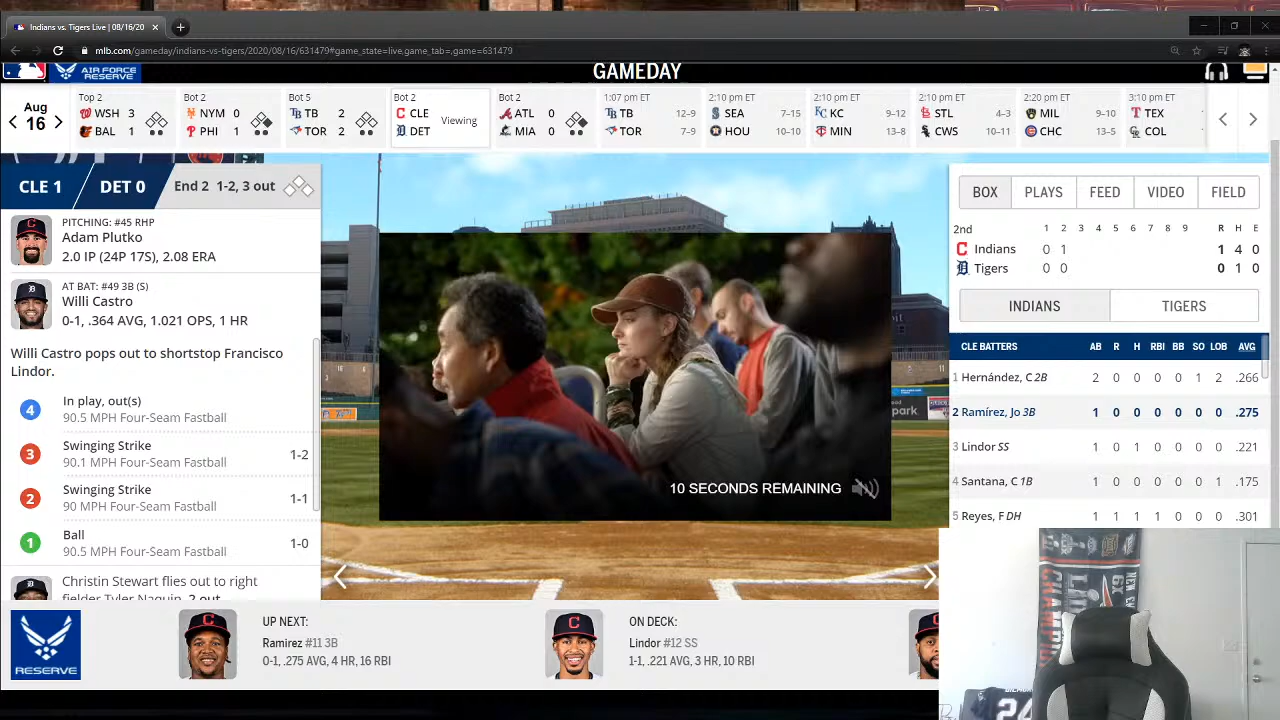 Indians vs. Tigers Live | 08/16/20
mlb.com/gameday/indians-vs-tigers/2020/08/16/631479#game_state=live,game_tab=,game=631479
AIR FORCE
RESERVE
GAMEDAY
Aug
16
Top 2
WSH 3
BAL 1
Bot 2
NYM 0
PHI 1
Bot 5
TB 2
TOR 2
Bot 2
CLE
DET
Viewing
Bot 2
ATL 0
MIA 0
1:07 pm ET
TB 12-9
TOR 7-9
2:10 pm ET
SEA 7-15
HOU 10-10
2:10 pm ET
KC 9-12
MIN 13-8
2:10 pm ET
STL 4-3
CWS 10-11
2:20 pm ET
MIL 9-10
CHC 13-5
3:10 pm ET
TEX
COL
CLE 1
DET 0
End 2 1-2, 3 out
PITCHING: #45 RHP
Adam Plutko
2.0 IP (24P 17S), 2.08 ERA
AT BAT: #49 3B (S)
Willi Castro
0-1, .364 AVG, 1.021 OPS, 1 HR
Willi Castro pops out to shortstop Francisco
Lindor.
4 In play, out(s)
90.5 MPH Four-Seam Fastball
3 Swinging Strike 1-2
90.1 MPH Four-Seam Fastball
2 Swinging Strike 1-1
90 MPH Four-Seam Fastball
1 Ball 1-0
90.5 MPH Four-Seam Fastball
Christin Stewart flies out to right
fielder Tyler Naquin. 2 out
10 SECONDS REMAINING
park
BOX PLAYS FEED VIDEO FIELD
2nd 1 2 3 4 5 6 7 8 9 R H E
Indians 0 1 1 4 0
Tigers 0 0 0 1 0
INDIANS TIGERS
CLE BATTERS AB R H RBI BB SO LOB AVG
1 Hernández, C 2B 2 0 0 0 0 1 2 .266
2 Ramírez, Jo 3B 1 0 0 0 0 0 0 .275
3 Lindor SS 1 0 1 0 0 0 0 .221
4 Santana, C 1B 1 0 0 0 0 0 1 .175
5 Reyes, F DH 1 1 1 1 0 0 0 .301
RESERVE
UP NEXT:
Ramirez #11 3B
0-1, .275 AVG, 4 HR, 16 RBI
ON DECK:
Lindor #12 SS
1-1, .221 AVG, 3 HR, 10 RBI
24